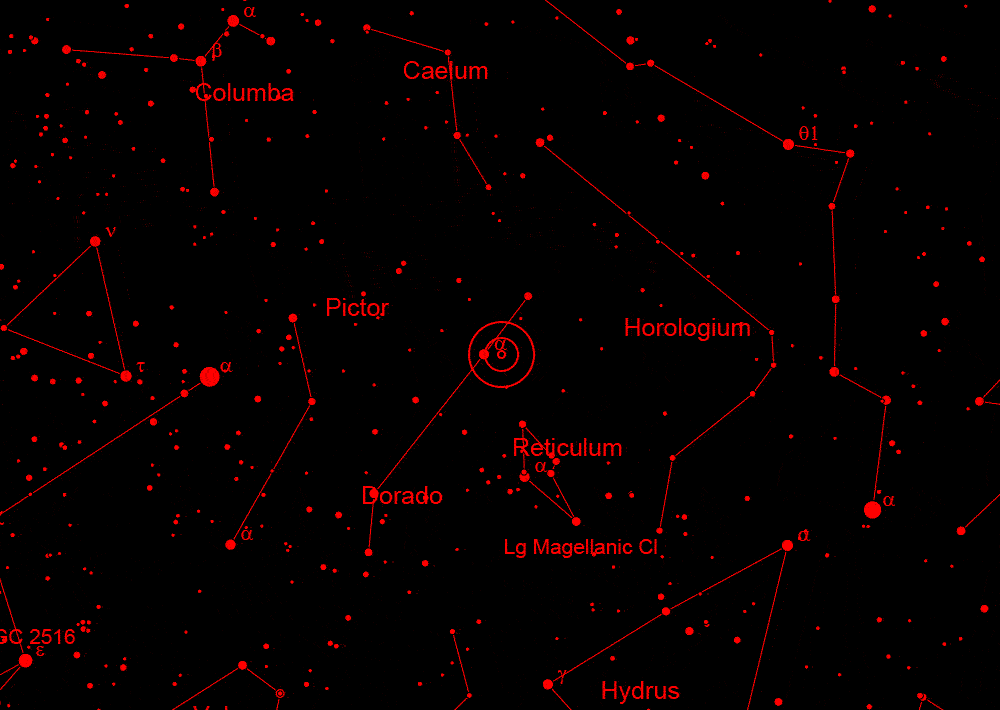 α
β
Caelum
Columba
θ1
ν
Pictor
Horologium
α
τ
α
Reticulum
α
Dorado
α
α
α
Lg Magellanic Cl
GC 2516
ε
γ
Hydrus